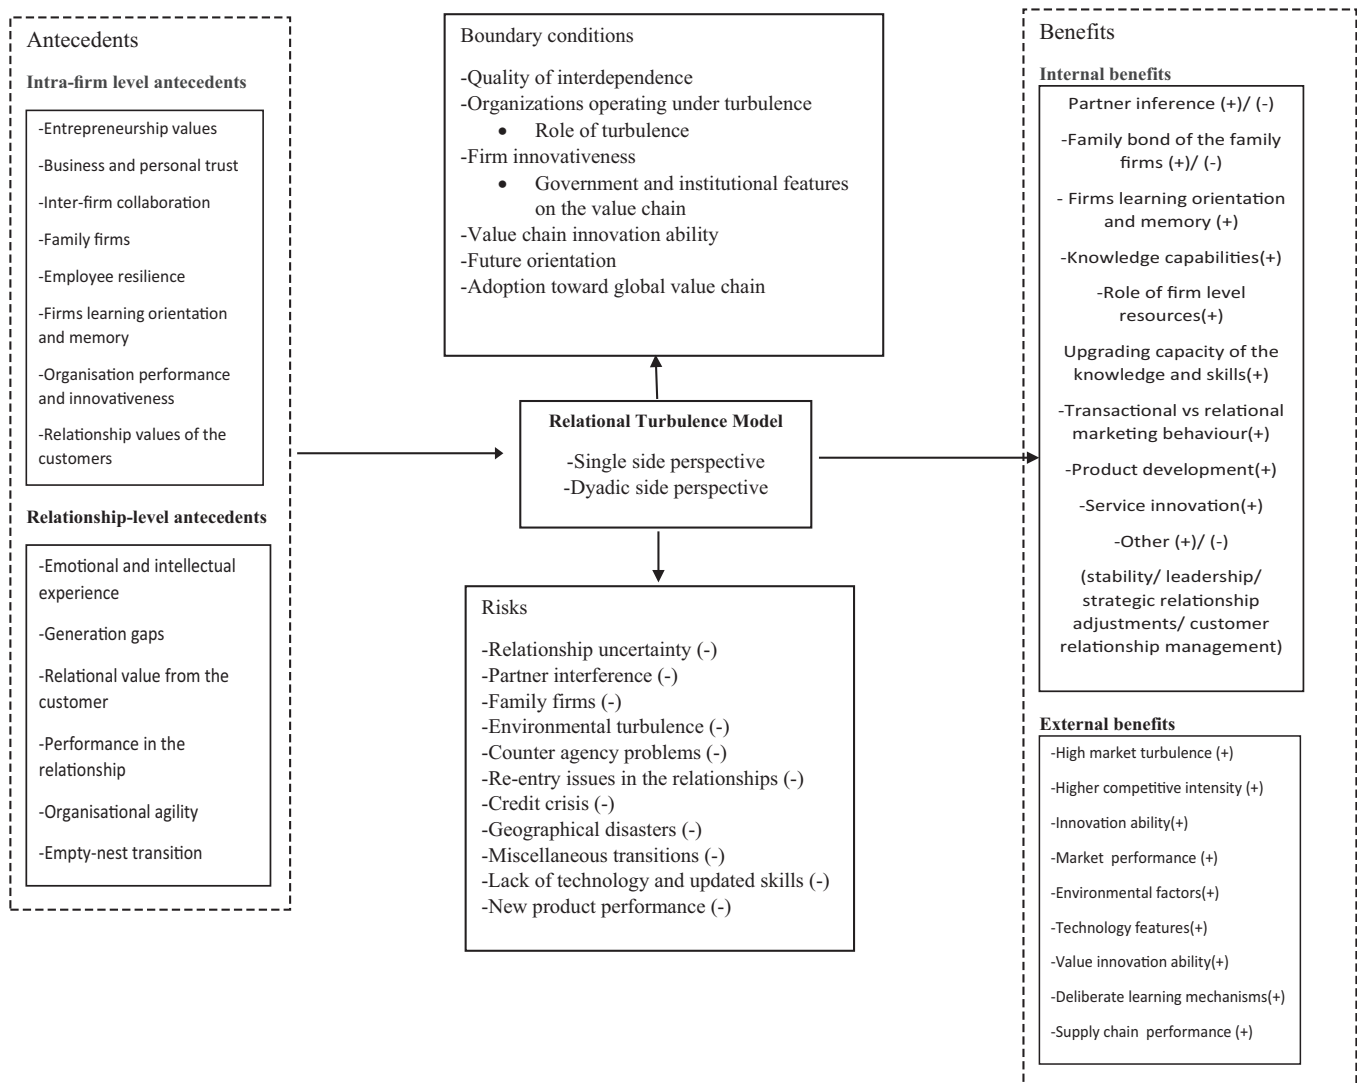 Antecedents
Intra-firm level antecedents
-Entrepreneurship values
-Business and personal trust
-Inter-firm collaboration
-Family firms
-Employee resilience
-Firms learning orientation
and memory
-Organisation performance
and innovativeness
-Relationship values of the
customers
Relationship-level antecedents
-Emotional and intellectual
experience
-Generation gaps
-Relational value from the
customer
-Performance in the
relationship
-Organisational agility
-Empty-nest transition
Boundary conditions
-Quality of interdependence
-Organizations operating under turbulence
• Role of turbulence
-Firm innovativeness
• Government and institutional features
on the value chain
-Value chain innovation ability
-Future orientation
-Adoption toward global value chain
Relational Turbulence Model
-Single side perspective
-Dyadic side perspective
Risks
-Relationship uncertainty (-)
-Partner interference (-)
-Family firms (-)
-Environmental turbulence (-)
-Counter agency problems (-)
-Re-entry issues in the relationships (-)
-Credit crisis (-)
-Geographical disasters (-)
-Miscellaneous transitions (-)
-Lack of technology and updated skills (-)
-New product performance (-)
Benefits
Internal benefits
Partner inference (+)/ (-)
-Family bond of the family
firms (+)/ (-)
- Firms learning orientation
and memory (+)
-Knowledge capabilities(+)
-Role of firm level
resources(+)
Upgrading capacity of the
knowledge and skills(+)
-Transactional vs relational
marketing behaviour(+)
-Product development(+)
-Service innovation(+)
-Other (+)/ (-)
(stability/ leadership/
strategic relationship
adjustments/ customer
relationship management)
External benefits
-High market turbulence (+)
-Higher competitive intensity (+)
-Innovation ability(+)
-Market performance (+)
-Environmental factors(+)
-Technology features(+)
-Value innovation ability(+)
-Deliberate learning mechanisms(+)
-Supply chain performance (+)